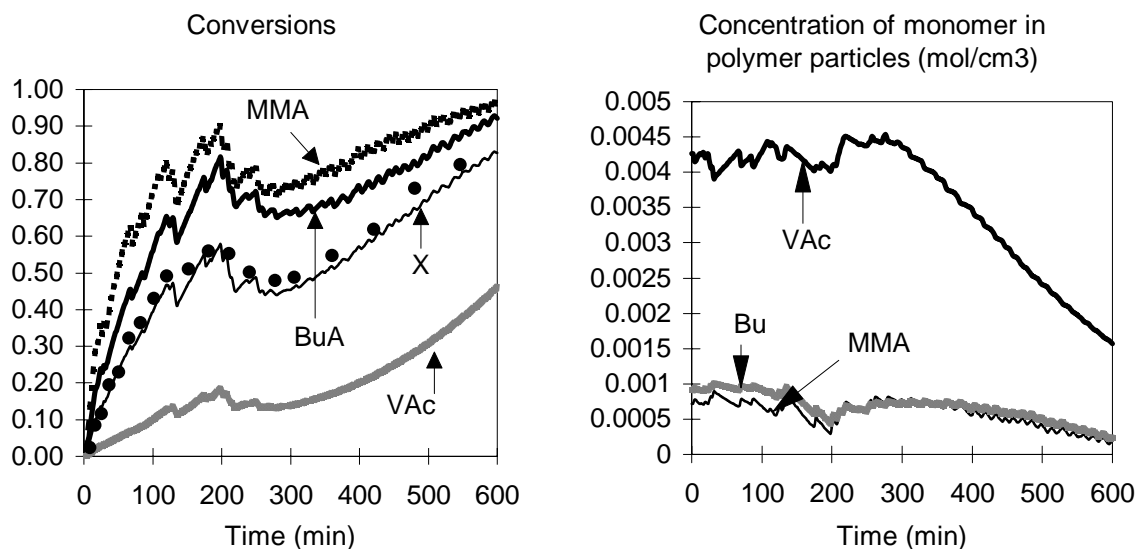 Conversions
1.00
0.90
0.80
0.70
0.60
0.50
0.40
0.30
0.20
0.10
0.00
MMA
X
BuA
VAc
0 100 200 300 400 500 600
Time (min)
Concentration of monomer in
polymer particles (mol/cm3)
0.005
0.0045
0.004
0.0035
0.003
0.0025
0.002
0.0015
0.001
0.0005
0
VAc
Bu
MMA
0 100 200 300 400 500 600
Time (min)